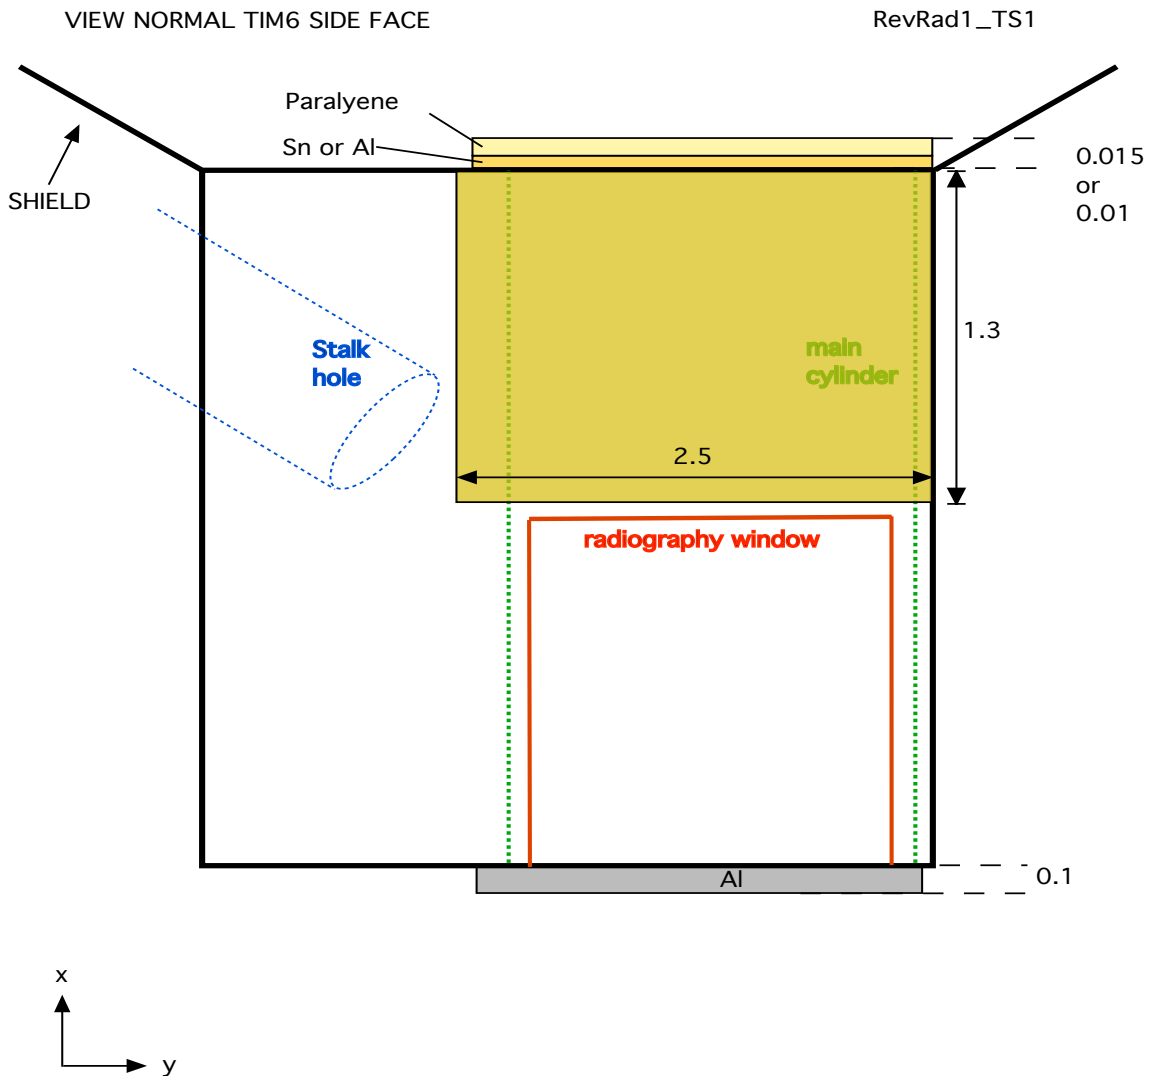 VIEW NORMAL TIM6 SIDE FACE
RevRad1_TS1
Paralyene
Sn or Al
SHIELD
0.015
or
0.01
Stalk
hole
main
cylinder
1.3
2.5
radiography window
Al
0.1
x
y